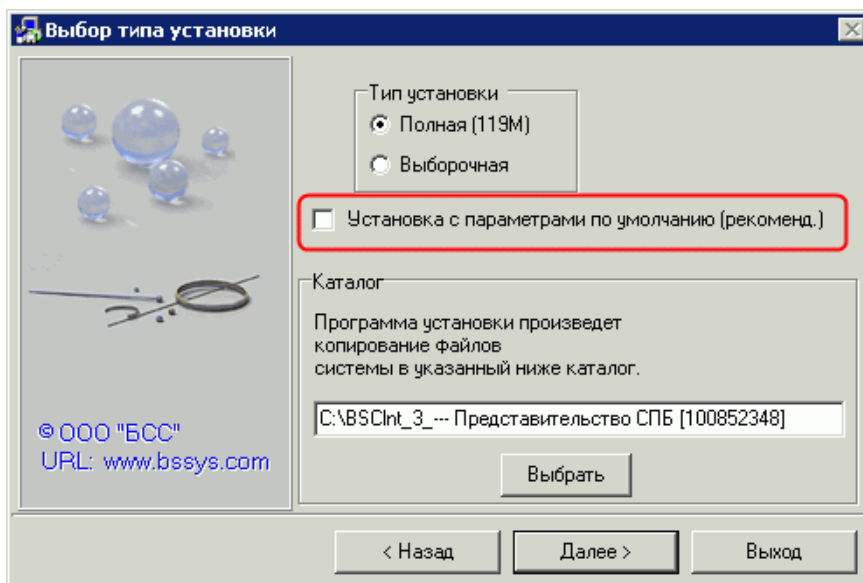 Выбор типа установки
Тип установки
Полная (119М)
Выборочная
Установка с параметрами по умолчанию (рекоменд.)
Каталог
Программа установки произведет
копирование файлов
системы в указанный ниже каталог.
C:\BSClnt_3_--- Представительство СПБ [100852348]
Выбрать
© ООО "БСС"
URL: www.bssys.com
< Назад
Далее >
Выход